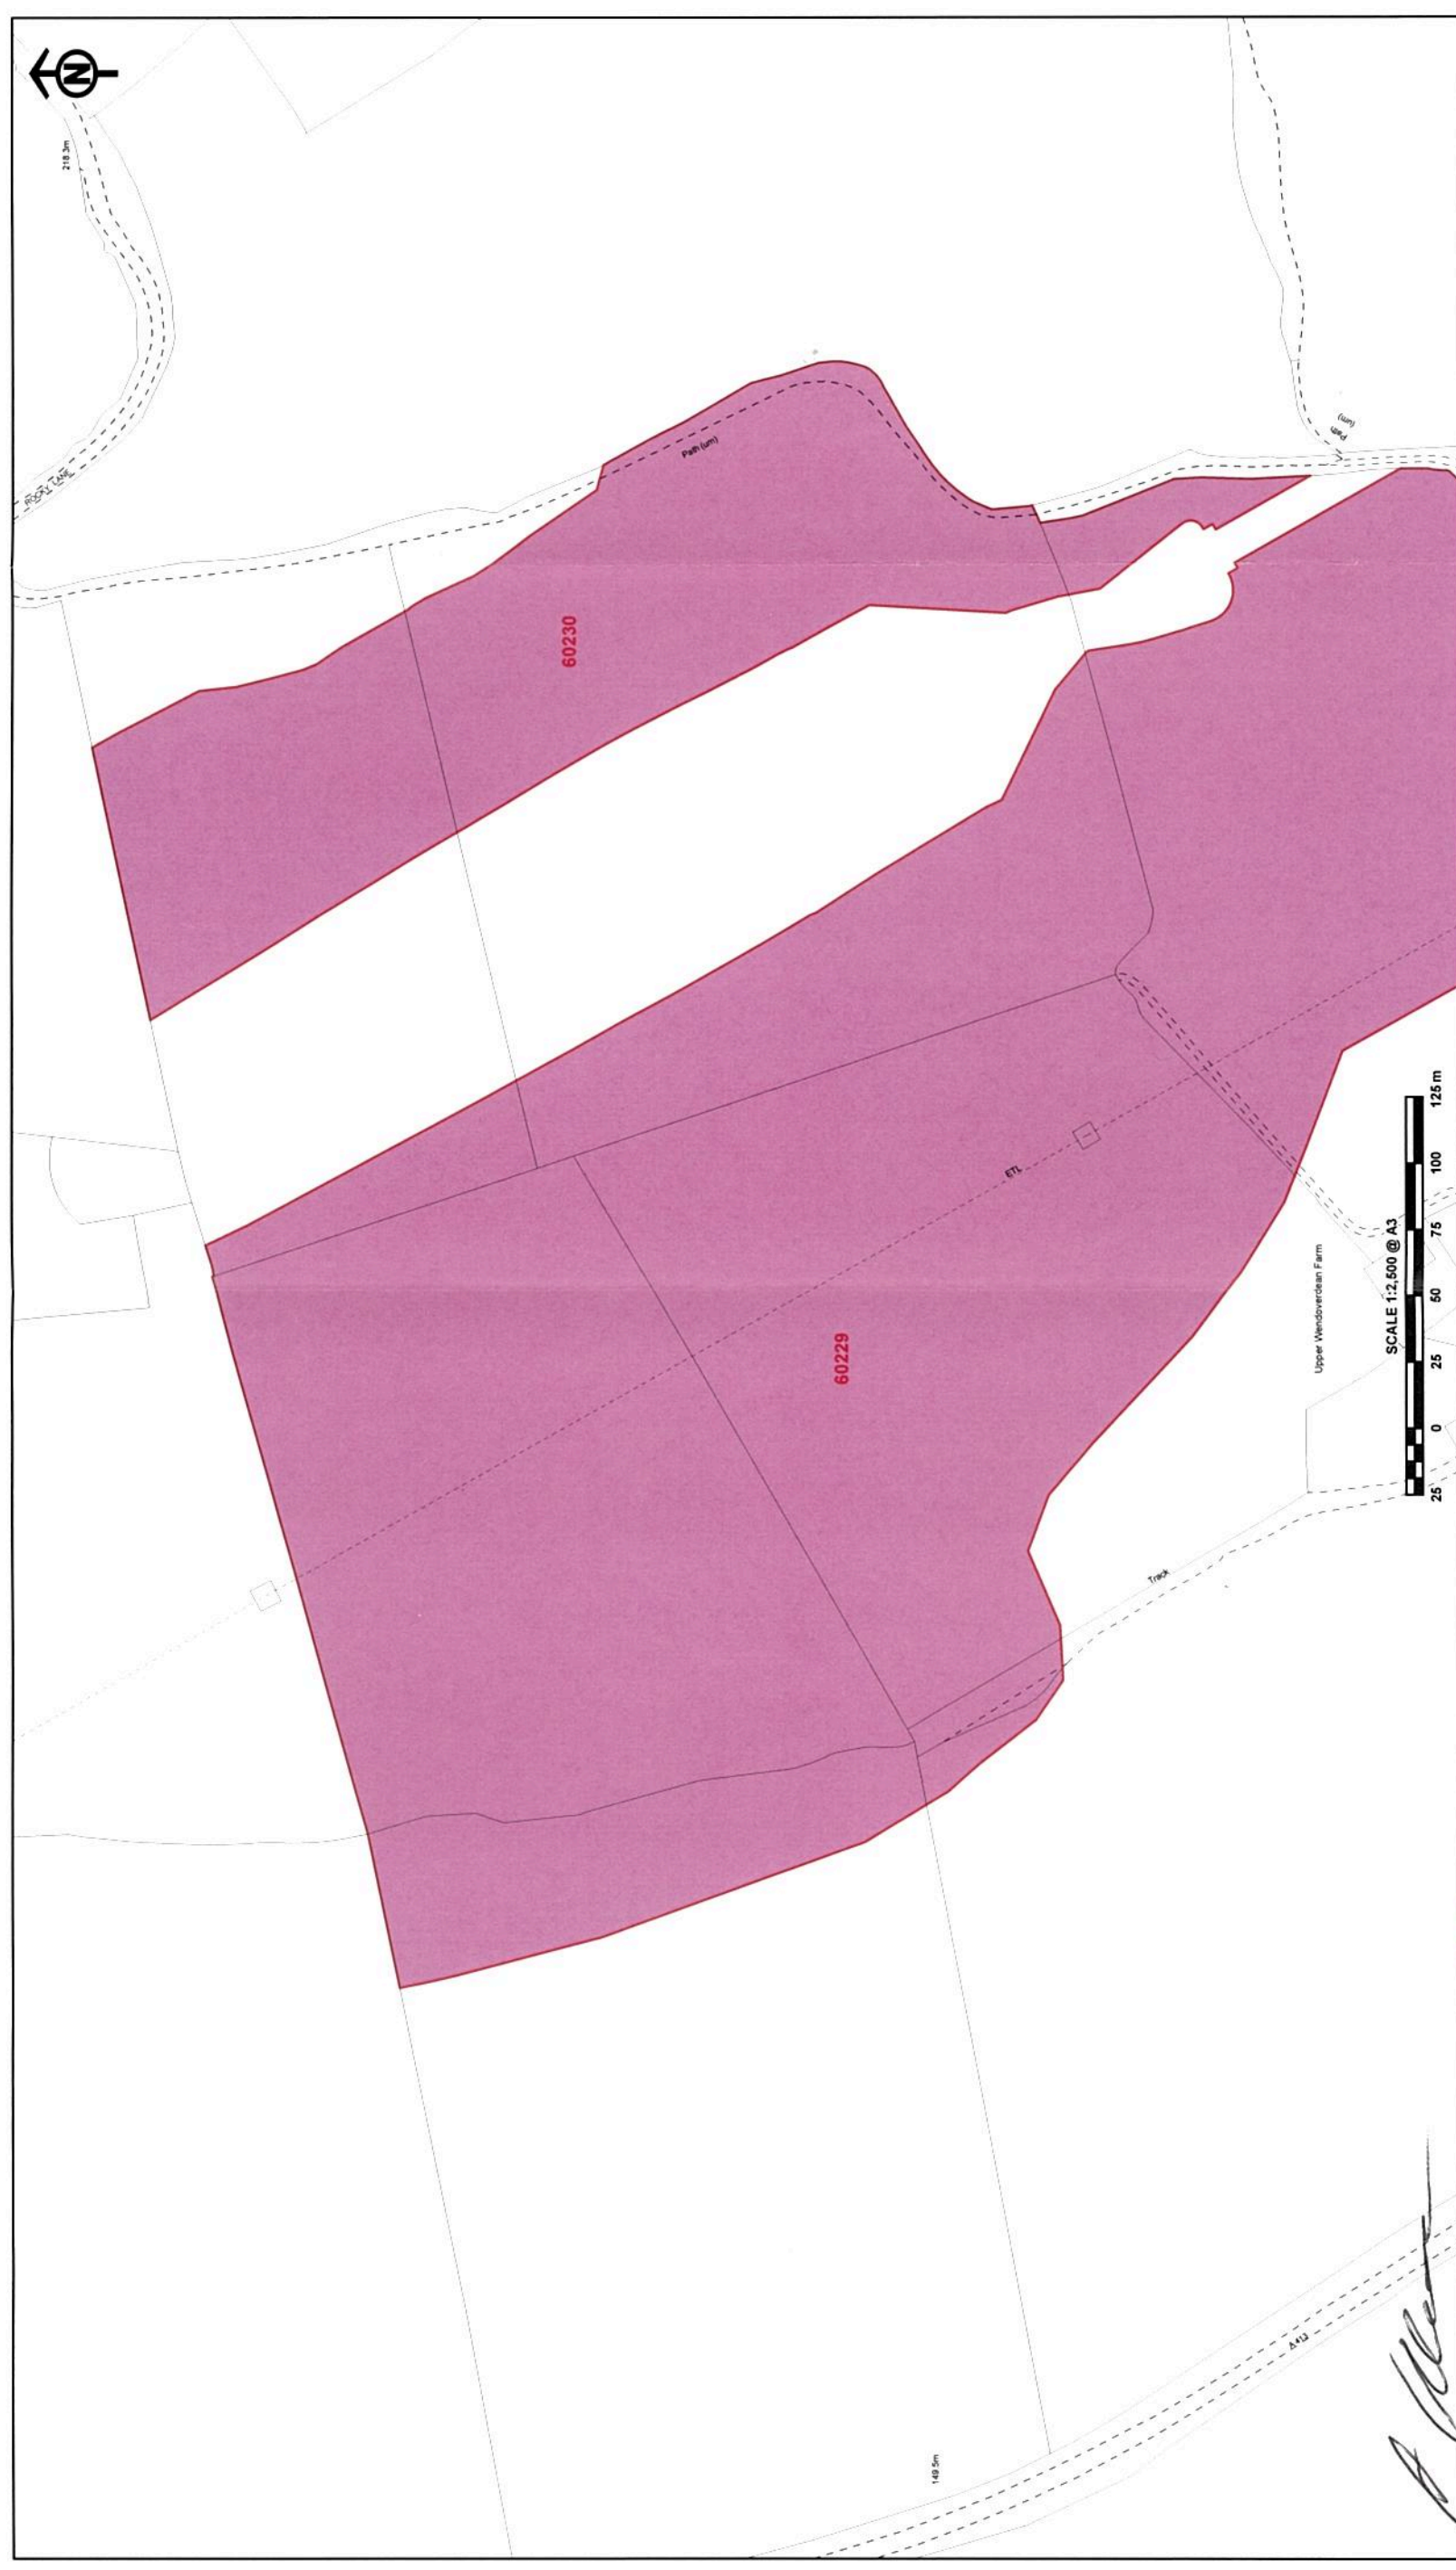 N
218.3m
ROCKY LANE
Path (um)
Path
(um)
60230
ETL
60229
Upper Wendoverdean Farm
SCALE 1:2,500 @ A3
25 0 25 50 75 100 125 m
Track
A 413
149.5m